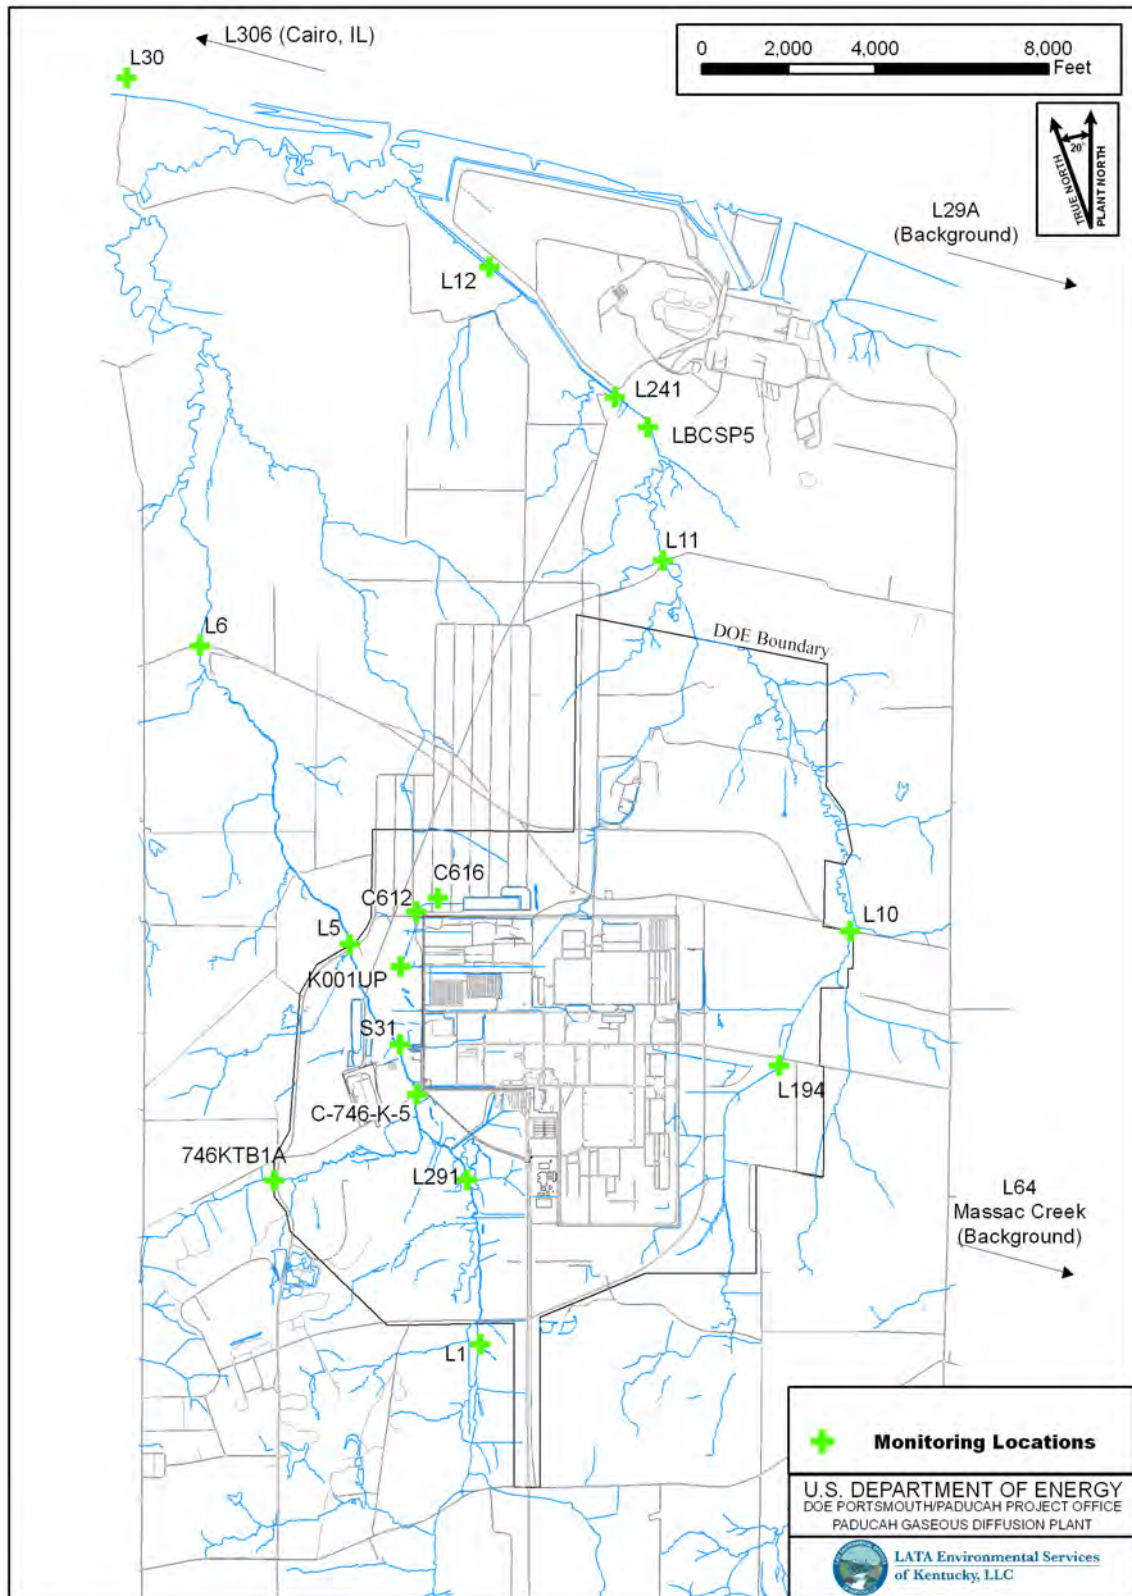 L306 (Cairo, IL)
L30
0 2,000 4,000 8,000
Feet
20°
TRUE NORTH
PLANT NORTH
L29A
(Background)
L12
L241
LBCSP5
L11
L6
DOE Boundary
C616
C612
L10
L5
K001UP
S31
L194
C-746-K-5
746KTB1A
L291
L64
Massac Creek
(Background)
L1
Monitoring Locations
U.S. DEPARTMENT OF ENERGY
DOE PORTSMOUTH/PADUCAH PROJECT OFFICE
PADUCAH GASEOUS DIFFUSION PLANT
LATA Environmental Services
of Kentucky, LLC